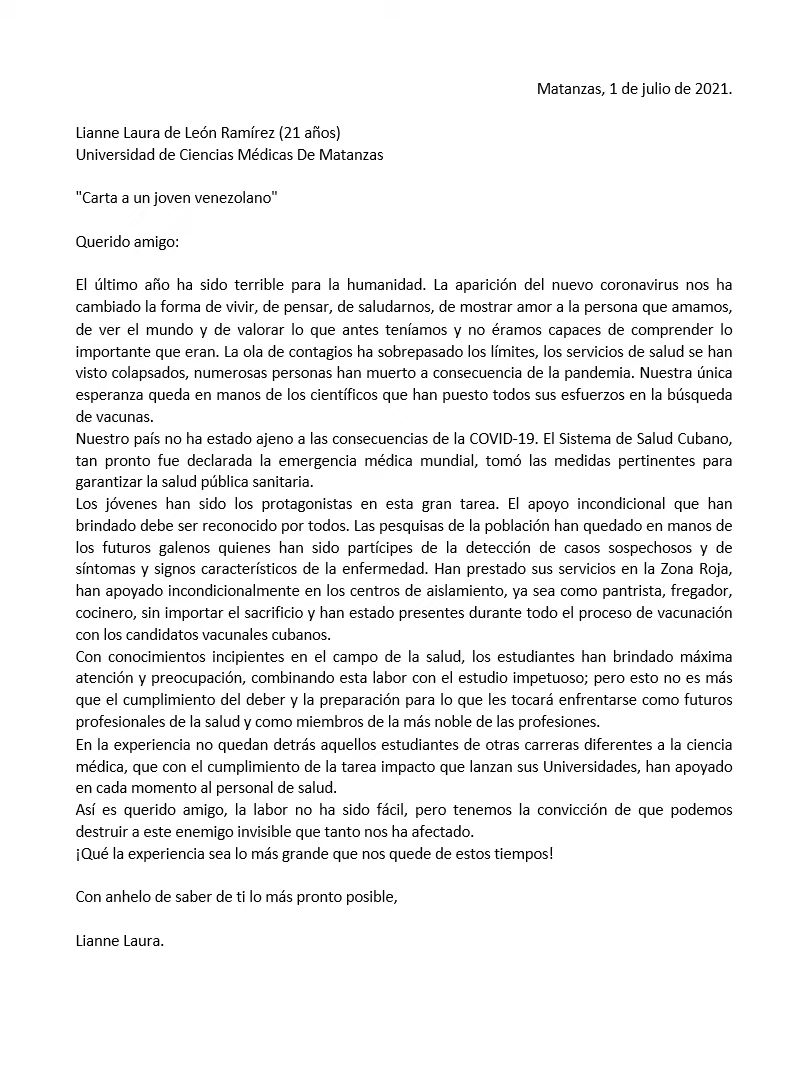 Matanzas, 1 de julio de 2021.
Lianne Laura de León Ramírez (21 años)
Universidad de Ciencias Médicas De Matanzas
"Carta a un joven venezolano"
Querido amigo:
El último año ha sido terrible para la humanidad. La aparición del nuevo coronavirus nos ha
cambiado la forma de vivir, de pensar, de saludarnos, de mostrar amor a la persona que amamos,
de ver el mundo y de valorar lo que antes teníamos y no éramos capaces de comprender lo
importante que eran. La ola de contagios ha sobrepasado los límites, los servicios de salud se han
visto colapsados, numerosas personas han muerto a consecuencia de la pandemia. Nuestra única
esperanza queda en manos de los científicos que han puesto todos sus esfuerzos en la búsqueda
de vacunas.
Nuestro país no ha estado ajeno a las consecuencias de la COVID-19. El Sistema de Salud Cubano,
tan pronto fue declarada la emergencia médica mundial, tomó las medidas pertinentes para
garantizar la salud pública sanitaria.
Los jóvenes han sido los protagonistas en esta gran tarea. El apoyo incondicional que han
brindado debe ser reconocido por todos. Las pesquisas de la población han quedado en manos de
los futuros galenos quienes han sido partícipes de la detección de casos sospechosos y de
síntomas y signos característicos de la enfermedad. Han prestado sus servicios en la Zona Roja,
han apoyado incondicionalmente en los centros de aislamiento, ya sea como pantrista, fregador,
cocinero, sin importar el sacrificio y han estado presentes durante todo el proceso de vacunación
con los candidatos vacunales cubanos.
Con conocimientos incipientes en el campo de la salud, los estudiantes han brindado máxima
atención y preocupación, combinando esta labor con el estudio impetuoso; pero esto no es más
que el cumplimiento del deber y la preparación para lo que les tocará enfrentarse como futuros
profesionales de la salud y como miembros de la más noble de las profesiones.
En la experiencia no quedan detrás aquellos estudiantes de otras carreras diferentes a la ciencia
médica, que con el cumplimiento de la tarea impacto que lanzan sus Universidades, han apoyado
en cada momento al personal de salud.
Así es querido amigo, la labor no ha sido fácil, pero tenemos la convicción de que podemos
destruir a este enemigo invisible que tanto nos ha afectado.
¡Qué la experiencia sea lo más grande que nos quede de estos tiempos!
Con anhelo de saber de ti lo más pronto posible,
Lianne Laura.